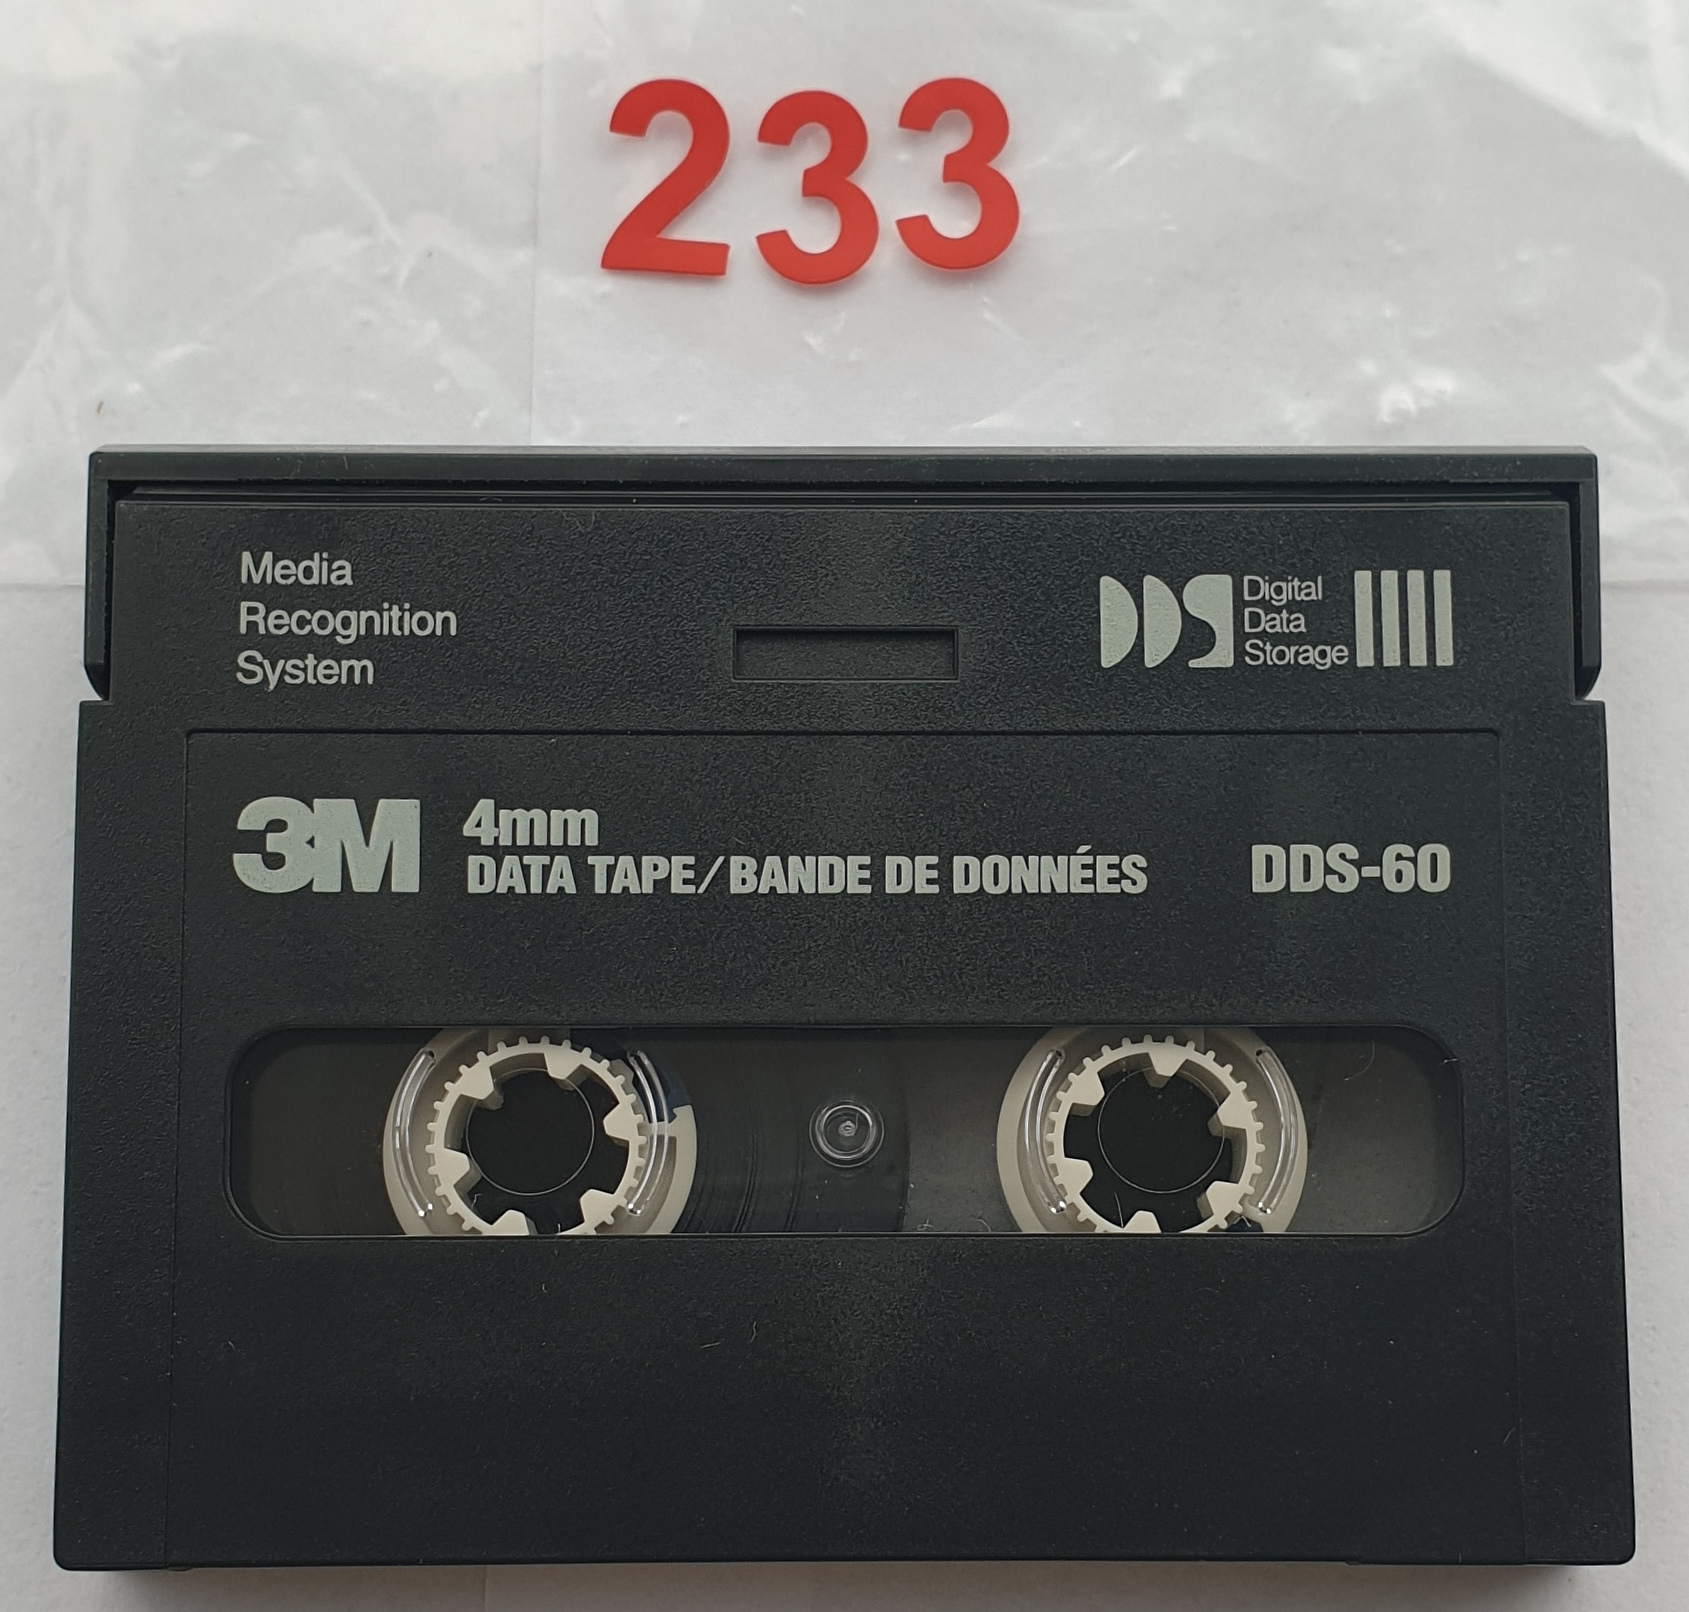 233
Media
Recognition
System
DDS Digital
Data
Storage
3M 4mm
DATA TAPE/BANDE DE DONNÉES
DDS-60